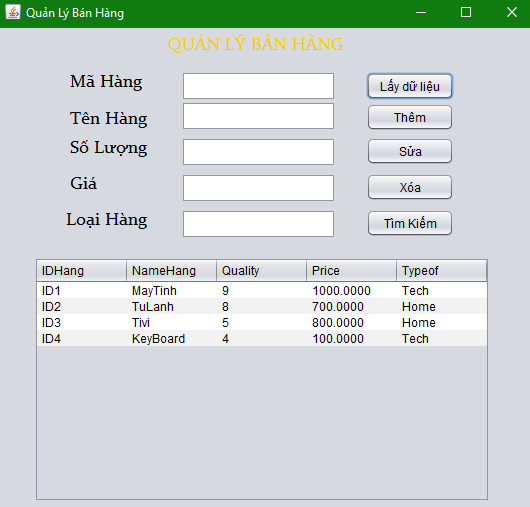 Quản Lý Bán Hàng
QUẢN LÝ BÁN HÀNG
Mã Hàng
Lấy dữ liệu
Tên Hàng
Thêm
Số Lượng
Sửa
Giá
Xóa
Loại Hàng
Tìm Kiếm
IDHang NameHang Quality Price Typeof
ID1 MayTinh 9 1000.0000 Tech
ID2 TuLanh 8 700.0000 Home
ID3 Tivi 5 800.0000 Home
ID4 KeyBoard 4 100.0000 Tech